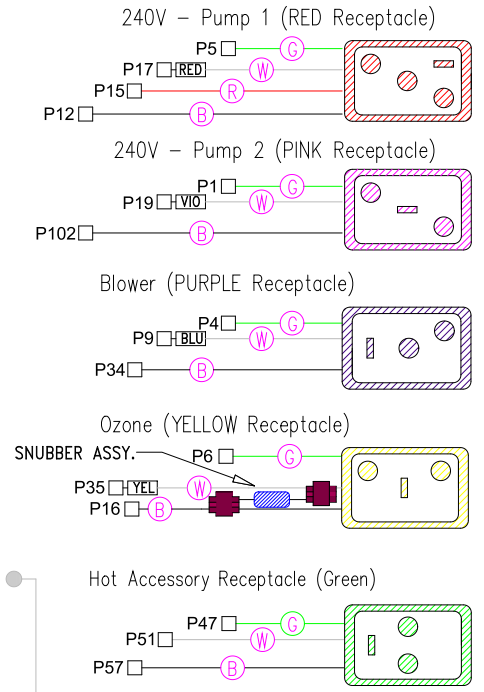 240V - Pump 1 (RED Receptacle)
P5 G
P17 RED W
P15 R
P12 B
240V - Pump 2 (PINK Receptacle)
P1 G
P19 VIO W
P102 B
Blower (PURPLE Receptacle)
P4 G
P9 BLU W
P34 B
Ozone (YELLOW Receptacle)
SNUBBER ASSY. P6 G
P35 YEL W
P16 B
Hot Accessory Receptacle (Green)
P47 G
P51 W
P57 B